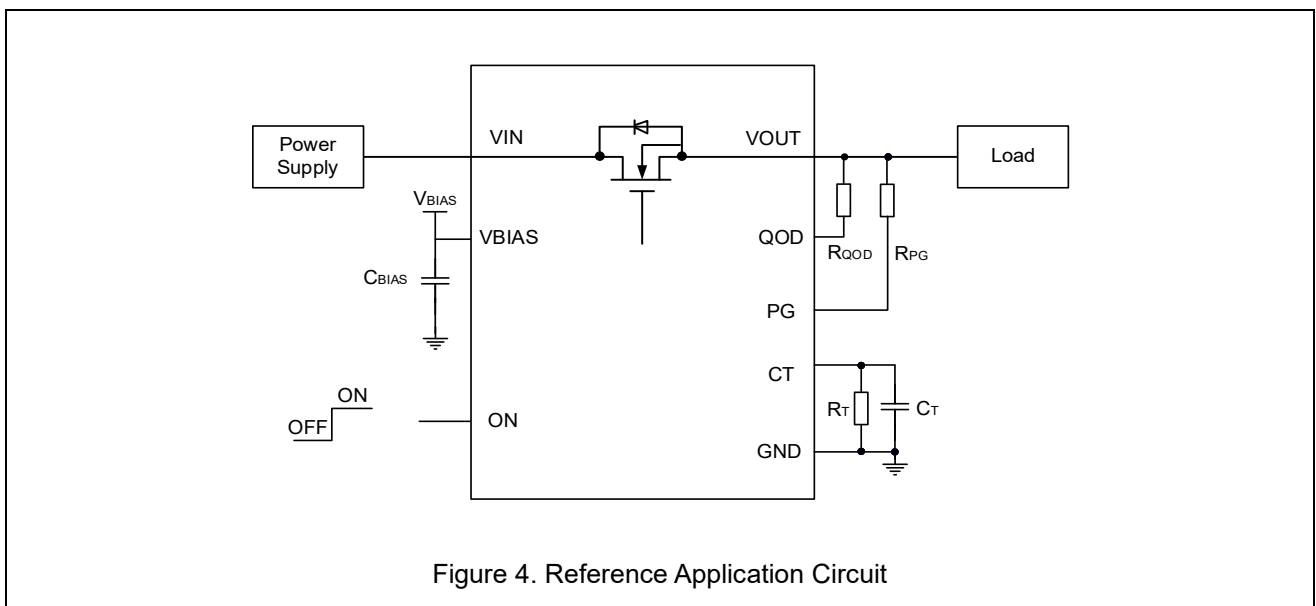 Power
Supply
VIN
VOUT
Load
VBIAS
VBIAS
CBIAS
QOD
RQOD
RPG
PG
CT
RT
CT
ON
OFF
ON
GND
Figure 4. Reference Application Circuit